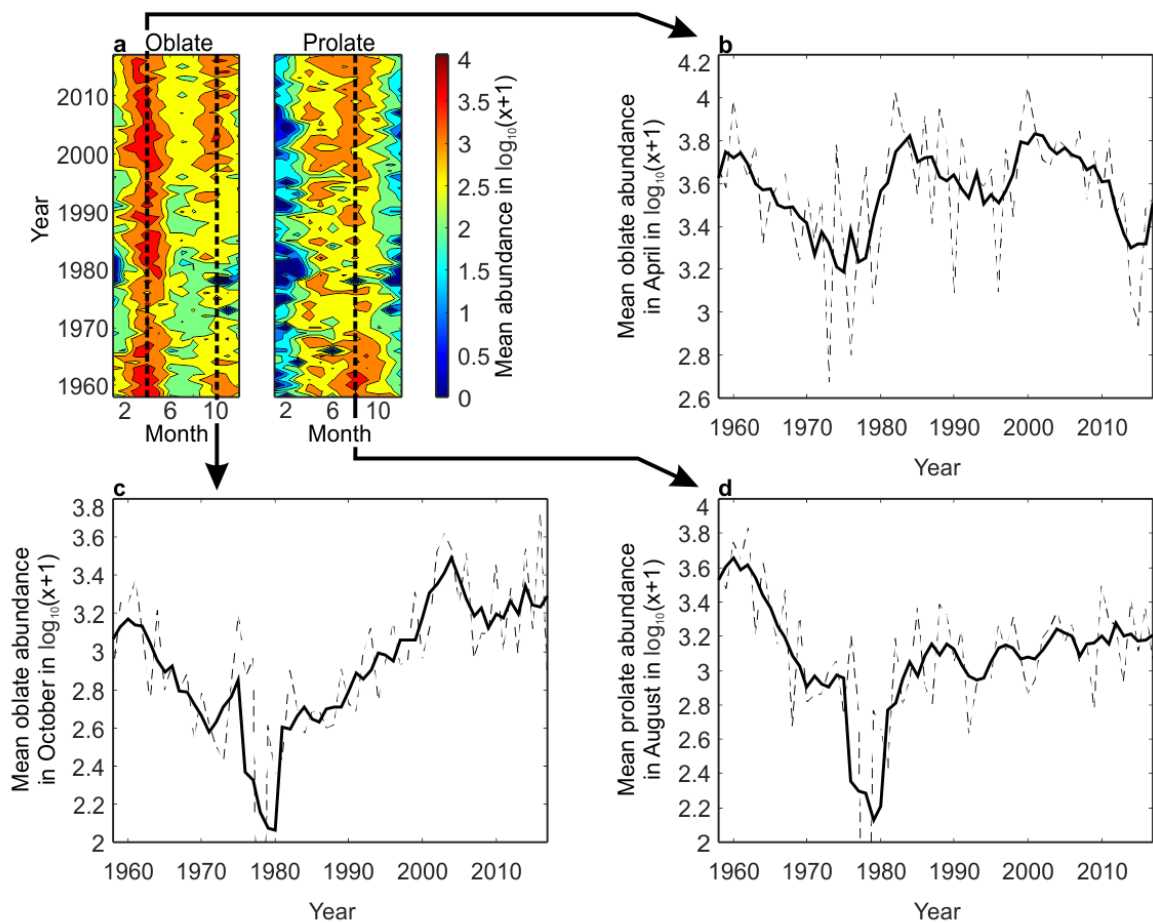 a Oblate Prolate
Year
2010
2000
1990
1980
1970
1960
2 6 10
Month
2 6 10
Month
4
3.5
3
2.5
2
1.5
1
0.5
0
Mean abundance in log₁₀(x+1)
b
Mean oblate abundance
in April in log₁₀(x+1)
4.2
4
3.8
3.6
3.4
3.2
3
2.8
2.6
1960 1970 1980 1990 2000 2010
Year
c
Mean oblate abundance
in October in log₁₀(x+1)
3.8
3.6
3.4
3.2
3
2.8
2.6
2.4
2.2
2
1960 1970 1980 1990 2000 2010
Year
d
Mean prolate abundance
in August in log₁₀(x+1)
4
3.8
3.6
3.4
3.2
3
2.8
2.6
2.4
2.2
2
1960 1970 1980 1990 2000 2010
Year